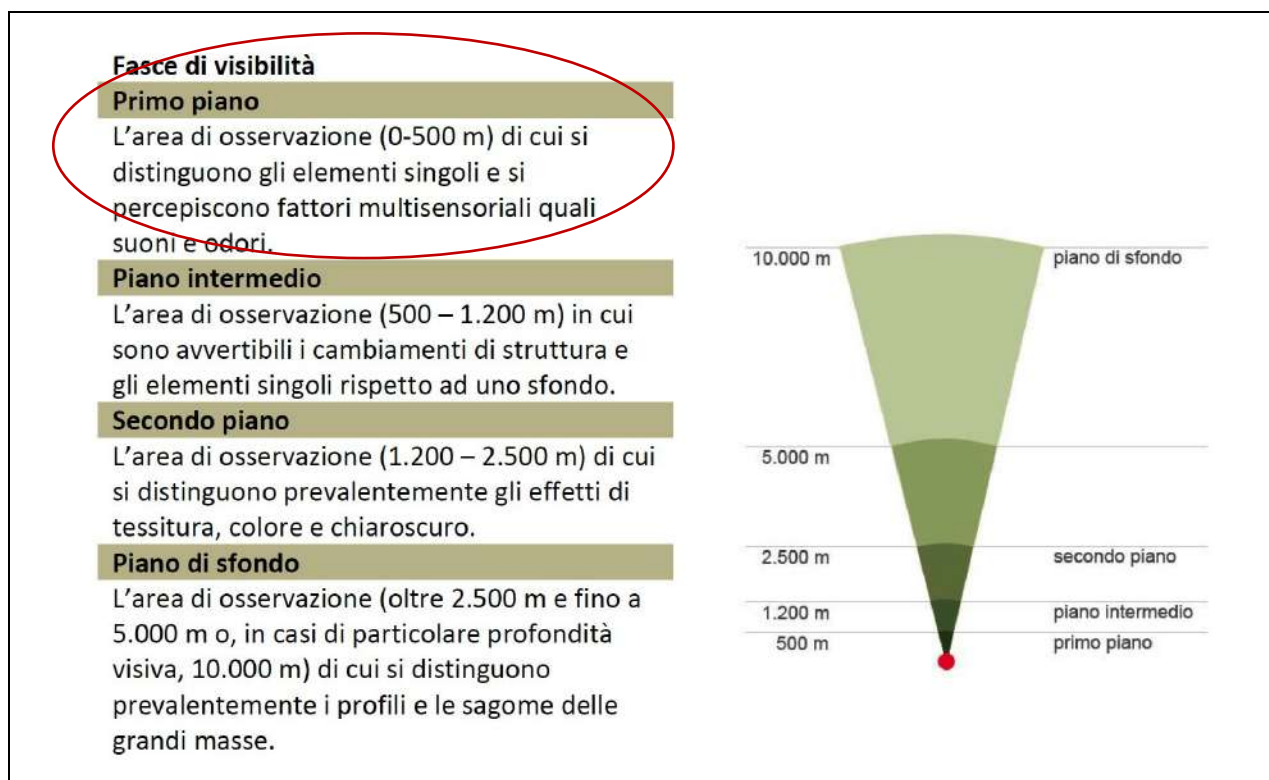 Fasce di visibilità
Primo piano
L'area di osservazione (0-500 m) di cui si
distinguono gli elementi singoli e si
percepiscono fattori multisensoriali quali
suoni e odori.
Piano intermedio
L'area di osservazione (500 – 1.200 m) in cui
sono avvertibili i cambiamenti di struttura e
gli elementi singoli rispetto ad uno sfondo.
Secondo piano
L'area di osservazione (1.200 – 2.500 m) di cui
si distinguono prevalentemente gli effetti di
tessitura, colore e chiaroscuro.
Piano di sfondo
L'area di osservazione (oltre 2.500 m e fino a
5.000 m o, in casi di particolare profondità
visiva, 10.000 m) di cui si distinguono
prevalentemente i profili e le sagome delle
grandi masse.
10.000 m piano di sfondo
5.000 m
2.500 m secondo piano
1.200 m piano intermedio
500 m primo piano